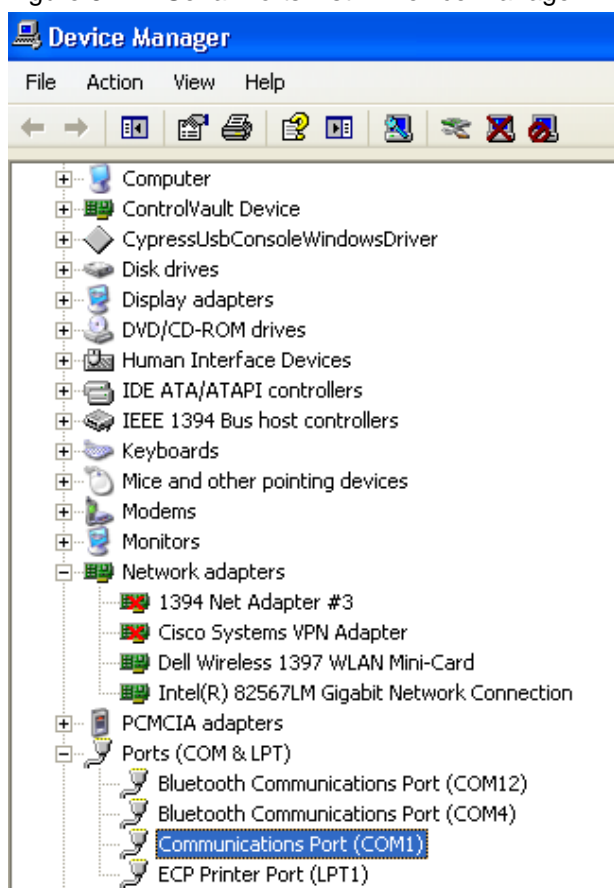 Device Manager
File Action View Help
Computer
ControlVault Device
CypressUsbConsoleWindowsDriver
Disk drives
Display adapters
DVD/CD-ROM drives
Human Interface Devices
IDE ATA/ATAPI controllers
IEEE 1394 Bus host controllers
Keyboards
Mice and other pointing devices
Modems
Monitors
Network adapters
1394 Net Adapter #3
Cisco Systems VPN Adapter
Dell Wireless 1397 WLAN Mini-Card
Intel(R) 82567LM Gigabit Network Connection
PCMCIA adapters
Ports (COM & LPT)
Bluetooth Communications Port (COM12)
Bluetooth Communications Port (COM4)
Communications Port (COM1)
ECP Printer Port (LPT1)